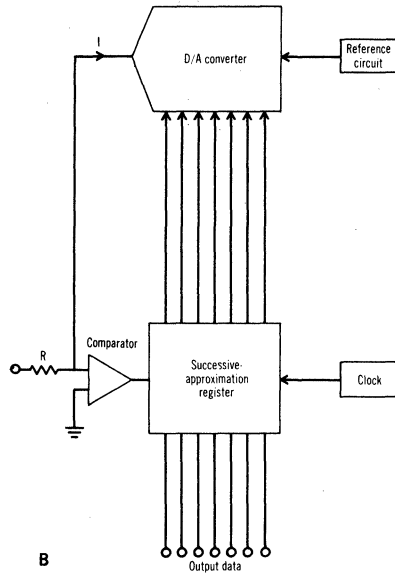 I
D/A converter
Reference
circuit
R
Comparator
Successive-
approximation
register
Clock
B
Output data